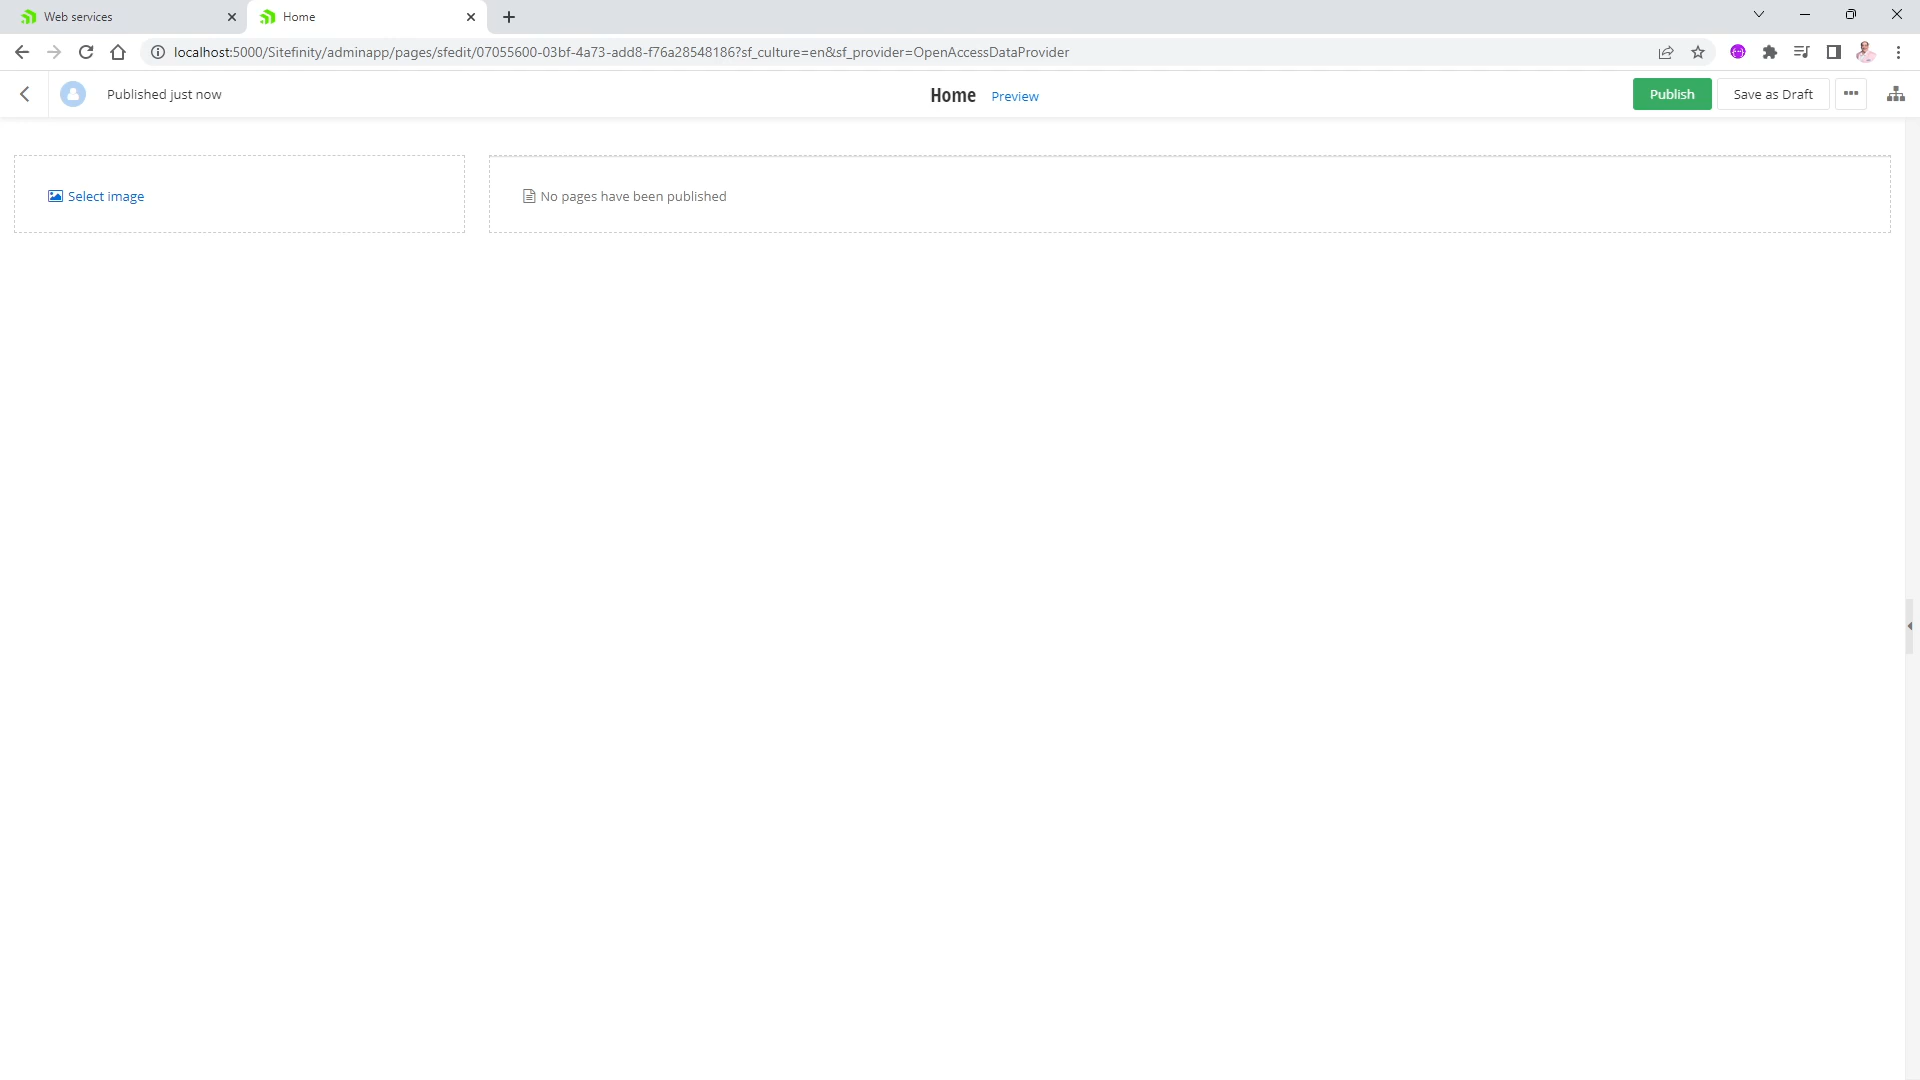 Web services
Home
localhost:5000/Sitefinity/adminapp/pages/sfedit/07055600-03bf-4a73-add8-f76a28548186?sf_culture=en&sf_provider=OpenAccessDataProvider
Published just now
Home
Preview
Publish
Save as Draft
Select image
No pages have been published